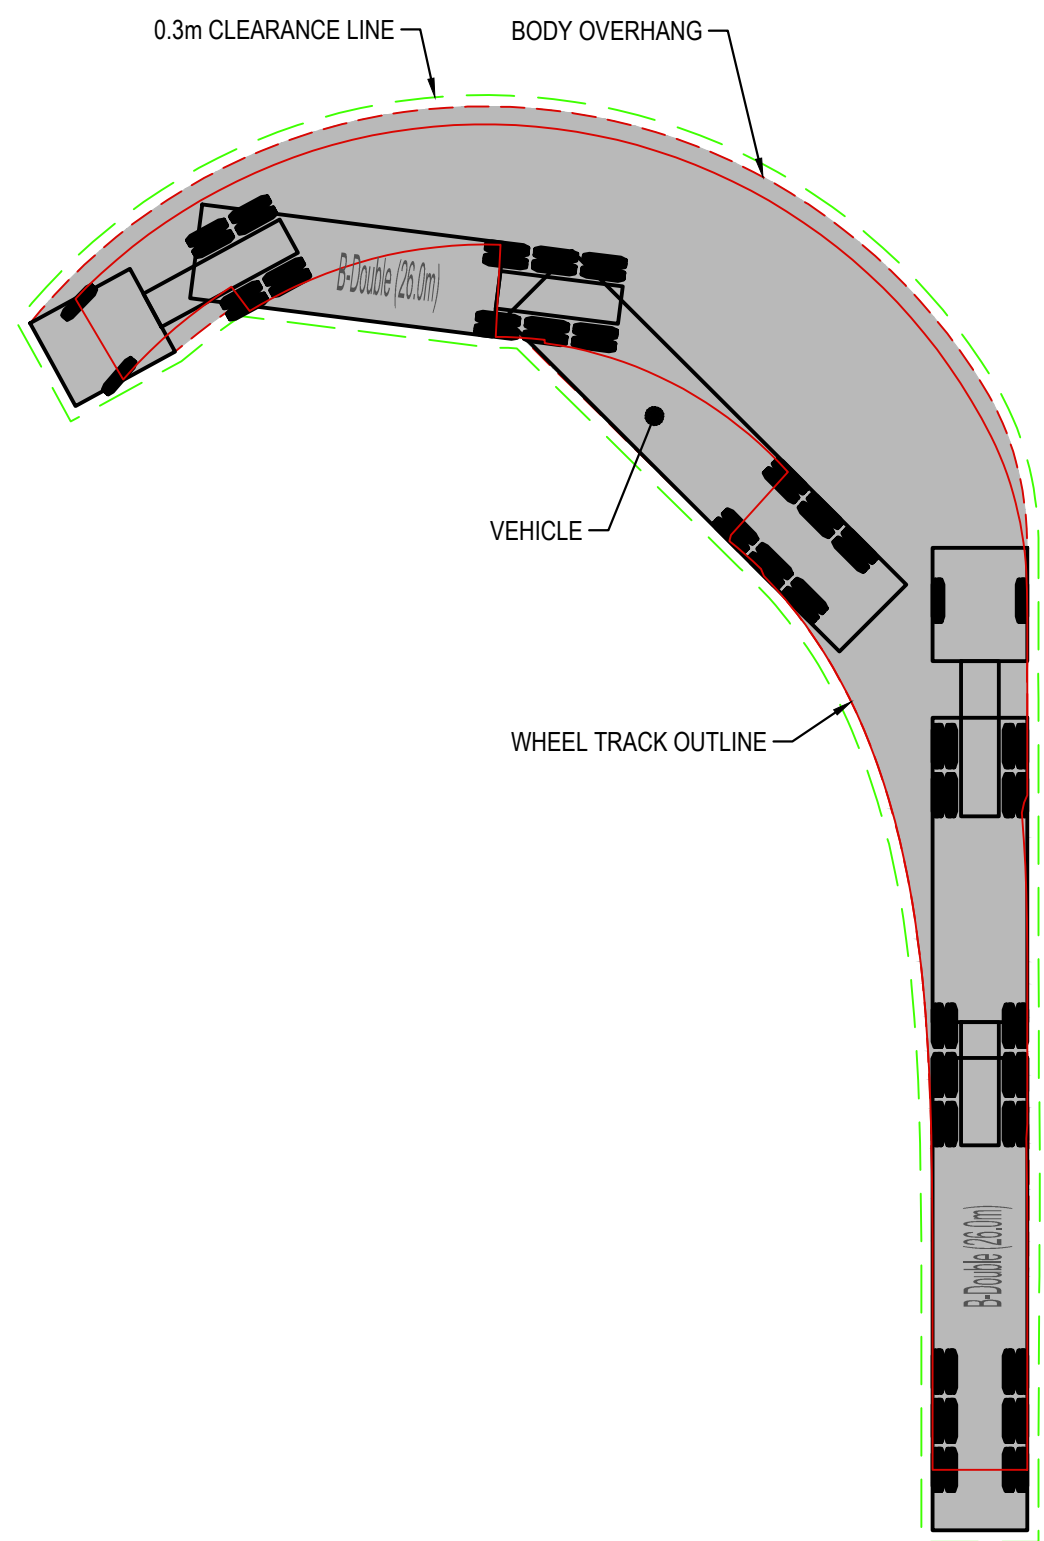 0.3m CLEARANCE LINE
BODY OVERHANG
B-Double (26.0m)
VEHICLE
WHEEL TRACK OUTLINE
B-Double (26.0m)